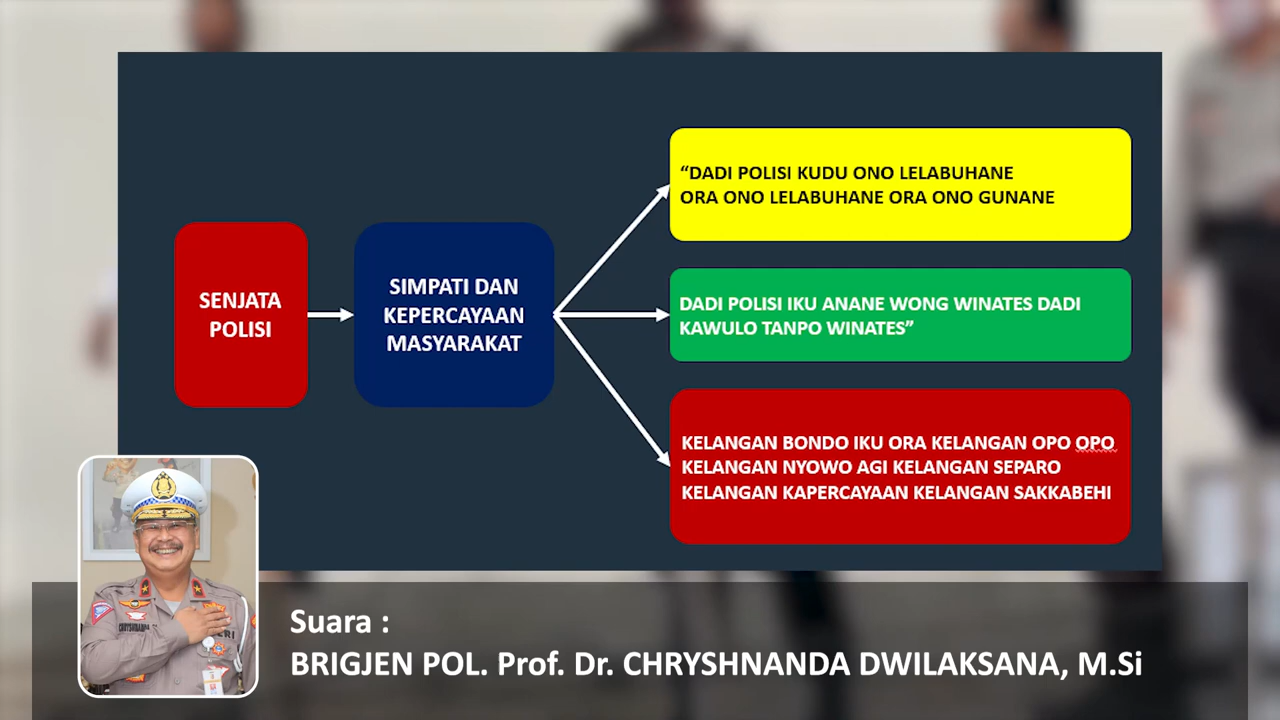 SENJATA
POLISI
SIMPATI DAN
KEPERCAYAAN
MASYARAKAT
“DADI POLISI KUDU ONO LELABUHANE
ORA ONO LELABUHANE ORA ONO GUNANE
DADI POLISI IKU ANANE WONG WINATES DADI
KAWULO TANPO WINATES”
KELANGAN BONDO IKU ORA KELANGAN OPO OPO
KELANGAN NYOWO AGI KELANGAN SEPARO
KELANGAN KAPERCAYAAN KELANGAN SAKKABEHI
Suara :
BRIGJEN POL. Prof. Dr. CHRYSHNANDA DWILAKSANA, M.Si